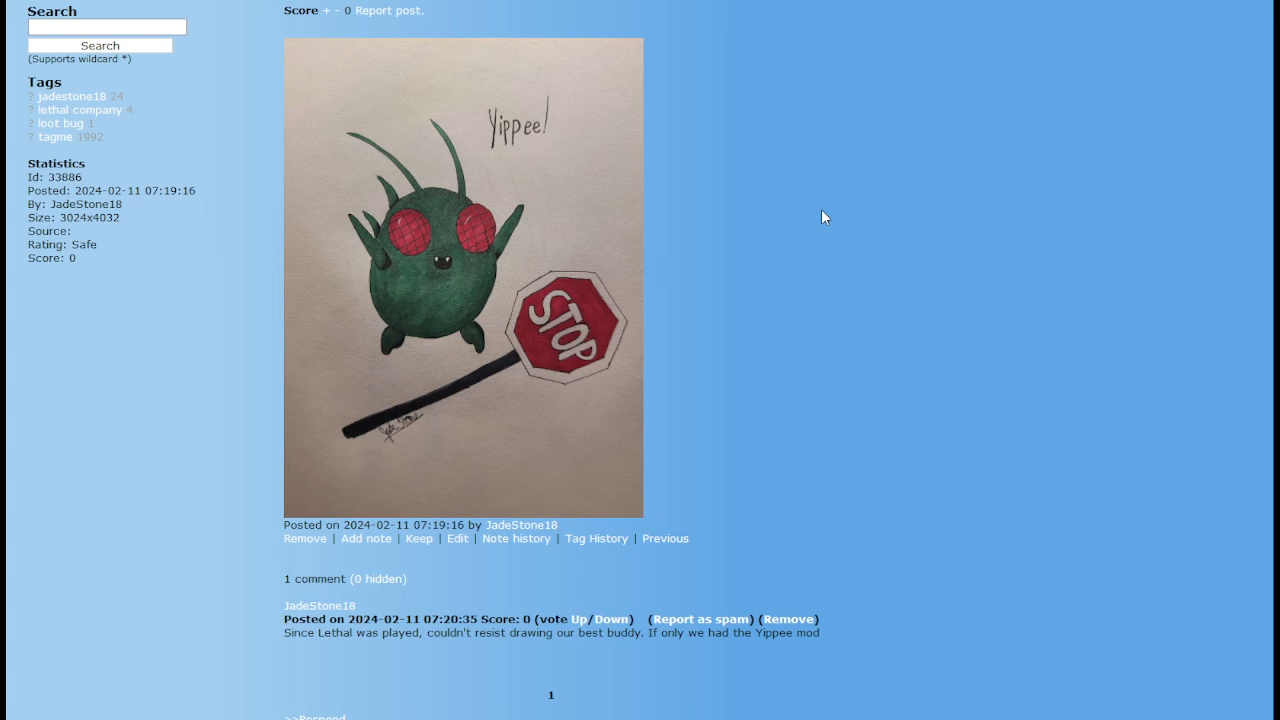 Search
Search
(Supports wildcard *)
Tags
? jadestone18 24
? lethal company 4
? loot bug 1
? tagme 1992
Statistics
Id: 33886
Posted: 2024-02-11 07:19:16
By: JadeStone18
Size: 3024x4032
Source:
Rating: Safe
Score: 0
Score + - 0 Report post.
Yippee!
STOP
Posted on 2024-02-11 07:19:16 by JadeStone18
Remove | Add note | Keep | Edit | Note history | Tag History | Previous
1 comment (0 hidden)
JadeStone18
Posted on 2024-02-11 07:20:35 Score: 0 (vote Up/Down) (Report as spam) (Remove)
Since Lethal was played, couldn't resist drawing our best buddy. If only we had the Yippee mod
1
>>Respond